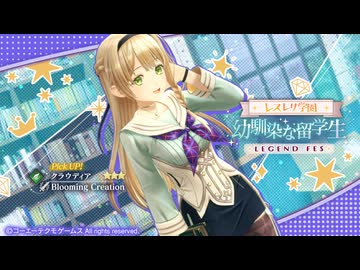 レスレリ学園
幼馴染な留学生
LEGEND FES
Pick UP!
クラウディア
Blooming Creation
©コーエーテクモゲームス All rights reserved.